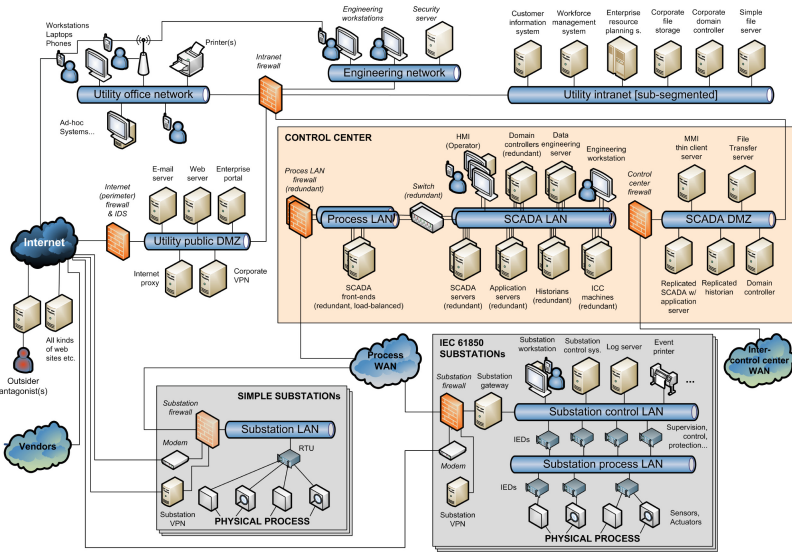 Workstations
Laptops
Phones
Printer(s)
Utility office network
Ad-hoc
Systems...
Engineering
workstations
Security
server
Engineering network
Intranet
firewall
Customer
information
system
Workforce
management
system
Enterprise
resource
planning s.
Corporate
file
storage
Corporate
domain
controller
Simple
file
server
Utility intranet [sub-segmented]
Internet
(perimeter)
firewall
& IDS
E-mail
server
Web
server
Enterprise
portal
Utility public DMZ
Internet
proxy
Corporate
VPN
Internet
All kinds
of web
sites etc.
Outsider
antagonist(s)
Vendors
CONTROL CENTER
Proces LAN
firewall
(redundant)
Process LAN
SCADA
front-ends
(redundant, load-balanced)
Switch
(redundant)
HMI
(Operator)
Domain
controllers
(redundant)
Data
engineering
server
Engineering
workstation
SCADA LAN
SCADA
servers
(redundant)
Application
servers
(redundant)
Historians
(redundant)
ICC
machines
(redundant)
Control
center
firewall
MMI
thin client
server
File
Transfer
server
SCADA DMZ
Replicated
SCADA w/
application
server
Replicated
historian
Domain
controller
Process
WAN
Inter-
control center
WAN
SIMPLE SUBSTATIONs
Substation
firewall
Substation LAN
RTU
Modem
Substation
VPN
PHYSICAL PROCESS
IEC 61850
SUBSTATIONs
Substation
firewall
Substation
gateway
Substation
workstation
Substation
control sys.
Log server
Event
printer
...
Substation control LAN
IEDs
Supervision,
control,
protection...
Modem
Substation process LAN
IEDs
Substation
VPN
Sensors,
Actuators
PHYSICAL PROCESS